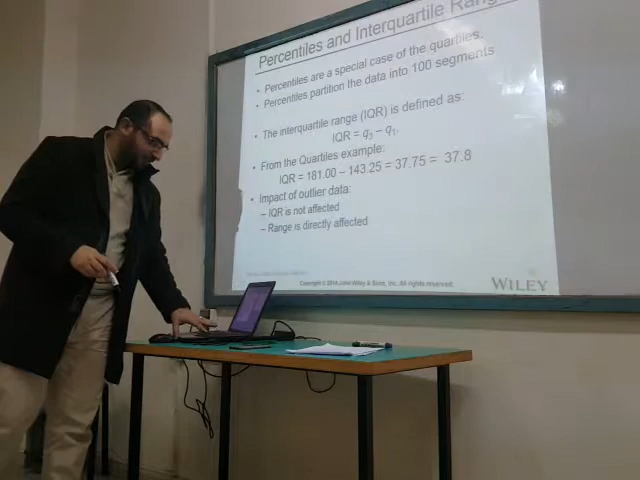 Percentiles and Interquartile Range
• Percentiles are a special case of the quartiles.
• Percentiles partition the data into 100 segments
• The interquartile range (IQR) is defined as:
IQR = q3 – q1.
• From the Quartiles example:
IQR = 181.00 – 143.25 = 37.75 = 37.8
• Impact of outlier data:
– IQR is not affected
– Range is directly affected
Copyright © 2014 John Wiley & Sons, Inc. All rights reserved.
WILEY